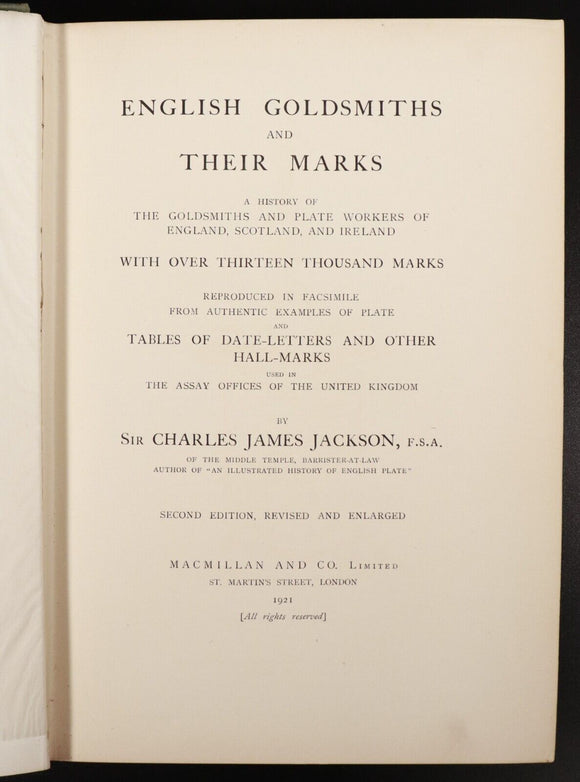 ENGLISH GOLDSMITHS
AND
THEIR MARKS
A HISTORY OF
THE GOLDSMITHS AND PLATE WORKERS OF
ENGLAND, SCOTLAND, AND IRELAND
WITH OVER THIRTEEN THOUSAND MARKS
REPRODUCED IN FACSIMILE
FROM AUTHENTIC EXAMPLES OF PLATE
AND
TABLES OF DATE-LETTERS AND OTHER
HALL-MARKS
USED IN
THE ASSAY OFFICES OF THE UNITED KINGDOM
BY
SIR CHARLES JAMES JACKSON, F.S.A.
OF THE MIDDLE TEMPLE, BARRISTER-AT-LAW
AUTHOR OF "AN ILLUSTRATED HISTORY OF ENGLISH PLATE"
SECOND EDITION, REVISED AND ENLARGED
MACMILLAN AND CO. LIMITED
ST. MARTIN'S STREET, LONDON
1921
[All rights reserved]